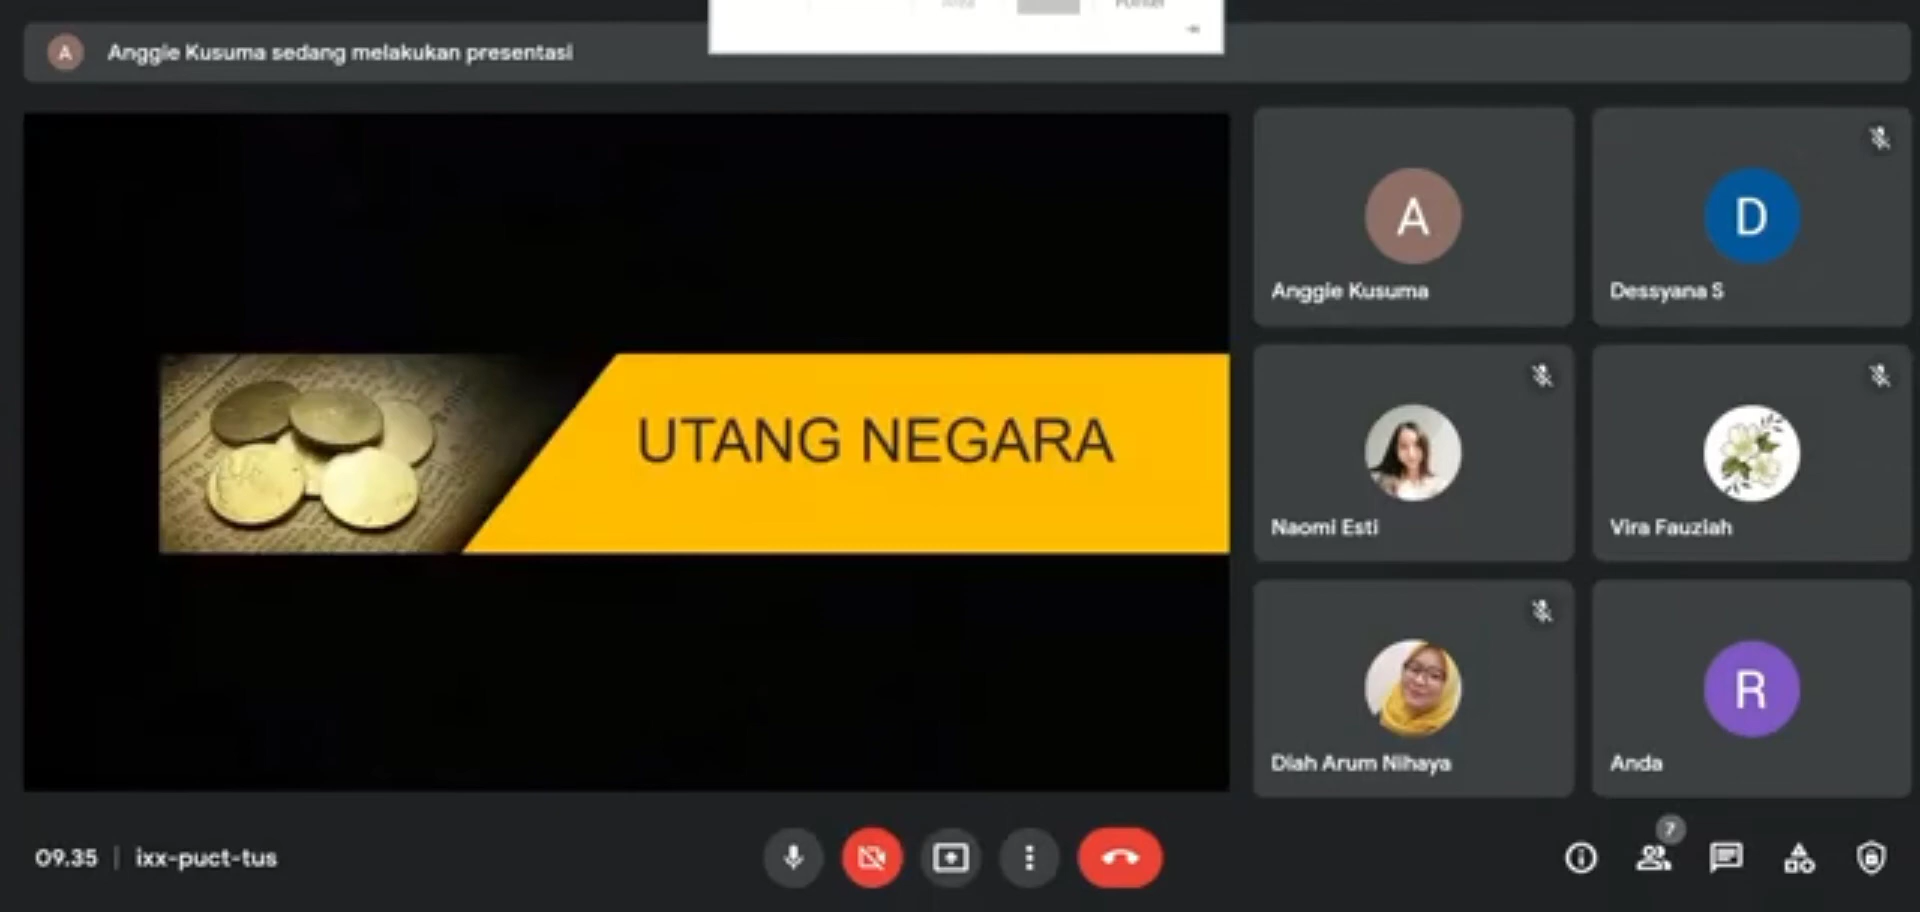 A Anggie Kusuma sedang melakukan presentasi
UTANG NEGARA
A
Anggie Kusuma
D
Dessyana S
Naomi Esti
Vira Fauziah
Diah Arum Nihaya
R
Anda
09.35 | ixx-puct-tus
7